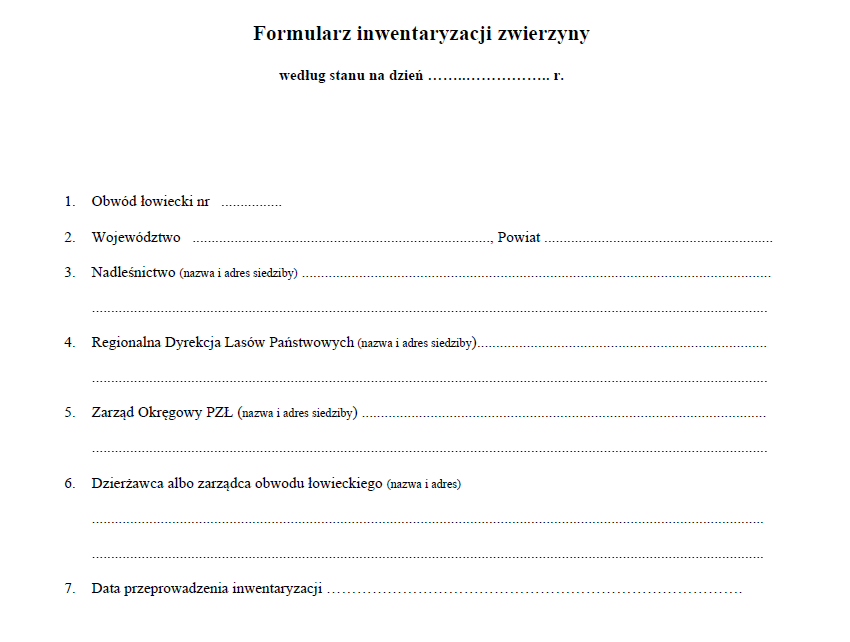 Formularz inwentaryzacji zwierzyny
według stanu na dzień ……..…………….. r.
1. Obwód łowiecki nr ................
2. Województwo ..............................................................................., Powiat .............................................................
3. Nadleśnictwo (nazwa i adres siedziby) .............................................................................................................................
....................................................................................................................................................................................
4. Regionalna Dyrekcja Lasów Państwowych (nazwa i adres siedziby).............................................................................
....................................................................................................................................................................................
5. Zarząd Okręgowy PZŁ (nazwa i adres siedziby) ............................................................................................................
....................................................................................................................................................................................
6. Dzierżawca albo zarządca obwodu łowieckiego (nazwa i adres)
...................................................................................................................................................................................
...................................................................................................................................................................................
7. Data przeprowadzenia inwentaryzacji ……………………………………………………………………….